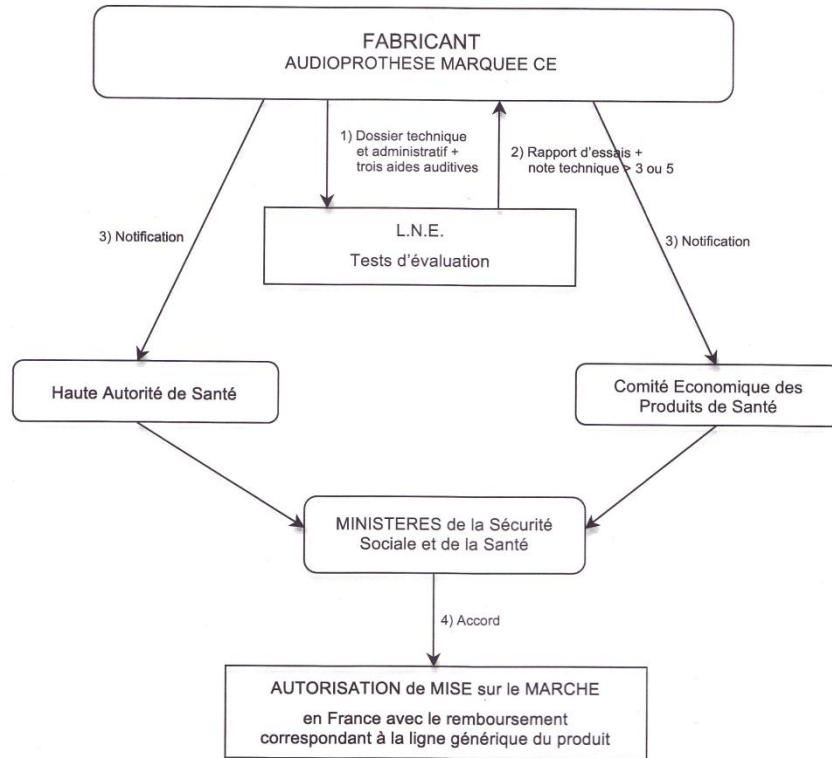 FABRICANT
AUDIOPROTHESE MARQUEE CE
1) Dossier technique
et administratif +
trois aides auditives
2) Rapport d'essais +
note technique > 3 ou 5
L.N.E.
Tests d'évaluation
3) Notification
3) Notification
Haute Autorité de Santé
Comité Economique des
Produits de Santé
MINISTERES de la Sécurité
Sociale et de la Santé
4) Accord
AUTORISATION de MISE sur le MARCHE
en France avec le remboursement
correspondant à la ligne générique du produit